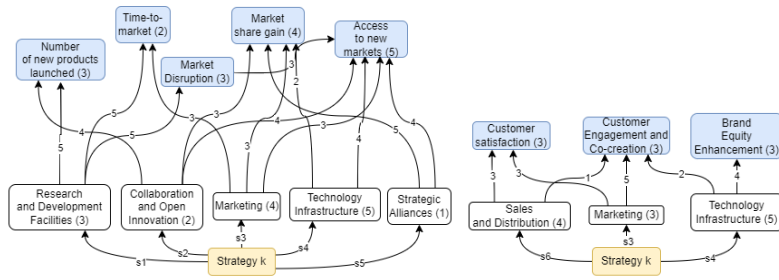 Time-to-
market (2)
Market
share gain (4)
Access
to new
markets (5)
Number
of new products
launched (3)
Market
Disruption (3)
3
2
5
4
5
5
3
3
4
3
3
4
5
4
Research
and Development
Facilities (3)
Collaboration
and Open
Innovation (2)
Marketing (4)
Technology
Infrastructure (5)
Strategic
Alliances (1)
s1
s2
s3
s4
s5
Strategy k
Customer
satisfaction (3)
Customer
Engagement and
Co-creation (3)
Brand
Equity
Enhancement (3)
3
3
1
5
2
4
Sales
and Distribution (4)
Marketing (3)
Technology
Infrastructure (5)
s6
s3
s4
Strategy k